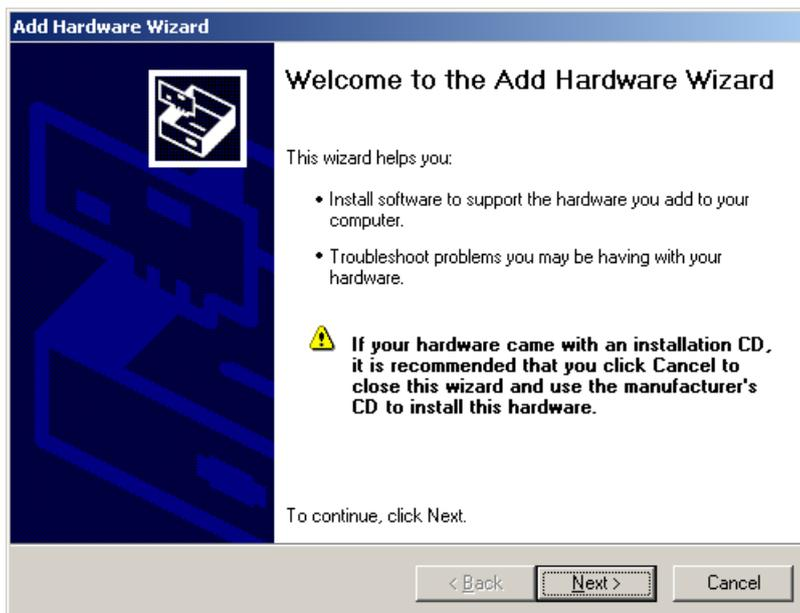 Add Hardware Wizard
Welcome to the Add Hardware Wizard
This wizard helps you:
• Install software to support the hardware you add to your
computer.
• Troubleshoot problems you may be having with your
hardware.
If your hardware came with an installation CD,
it is recommended that you click Cancel to
close this wizard and use the manufacturer's
CD to install this hardware.
To continue, click Next.
< Back Next > Cancel